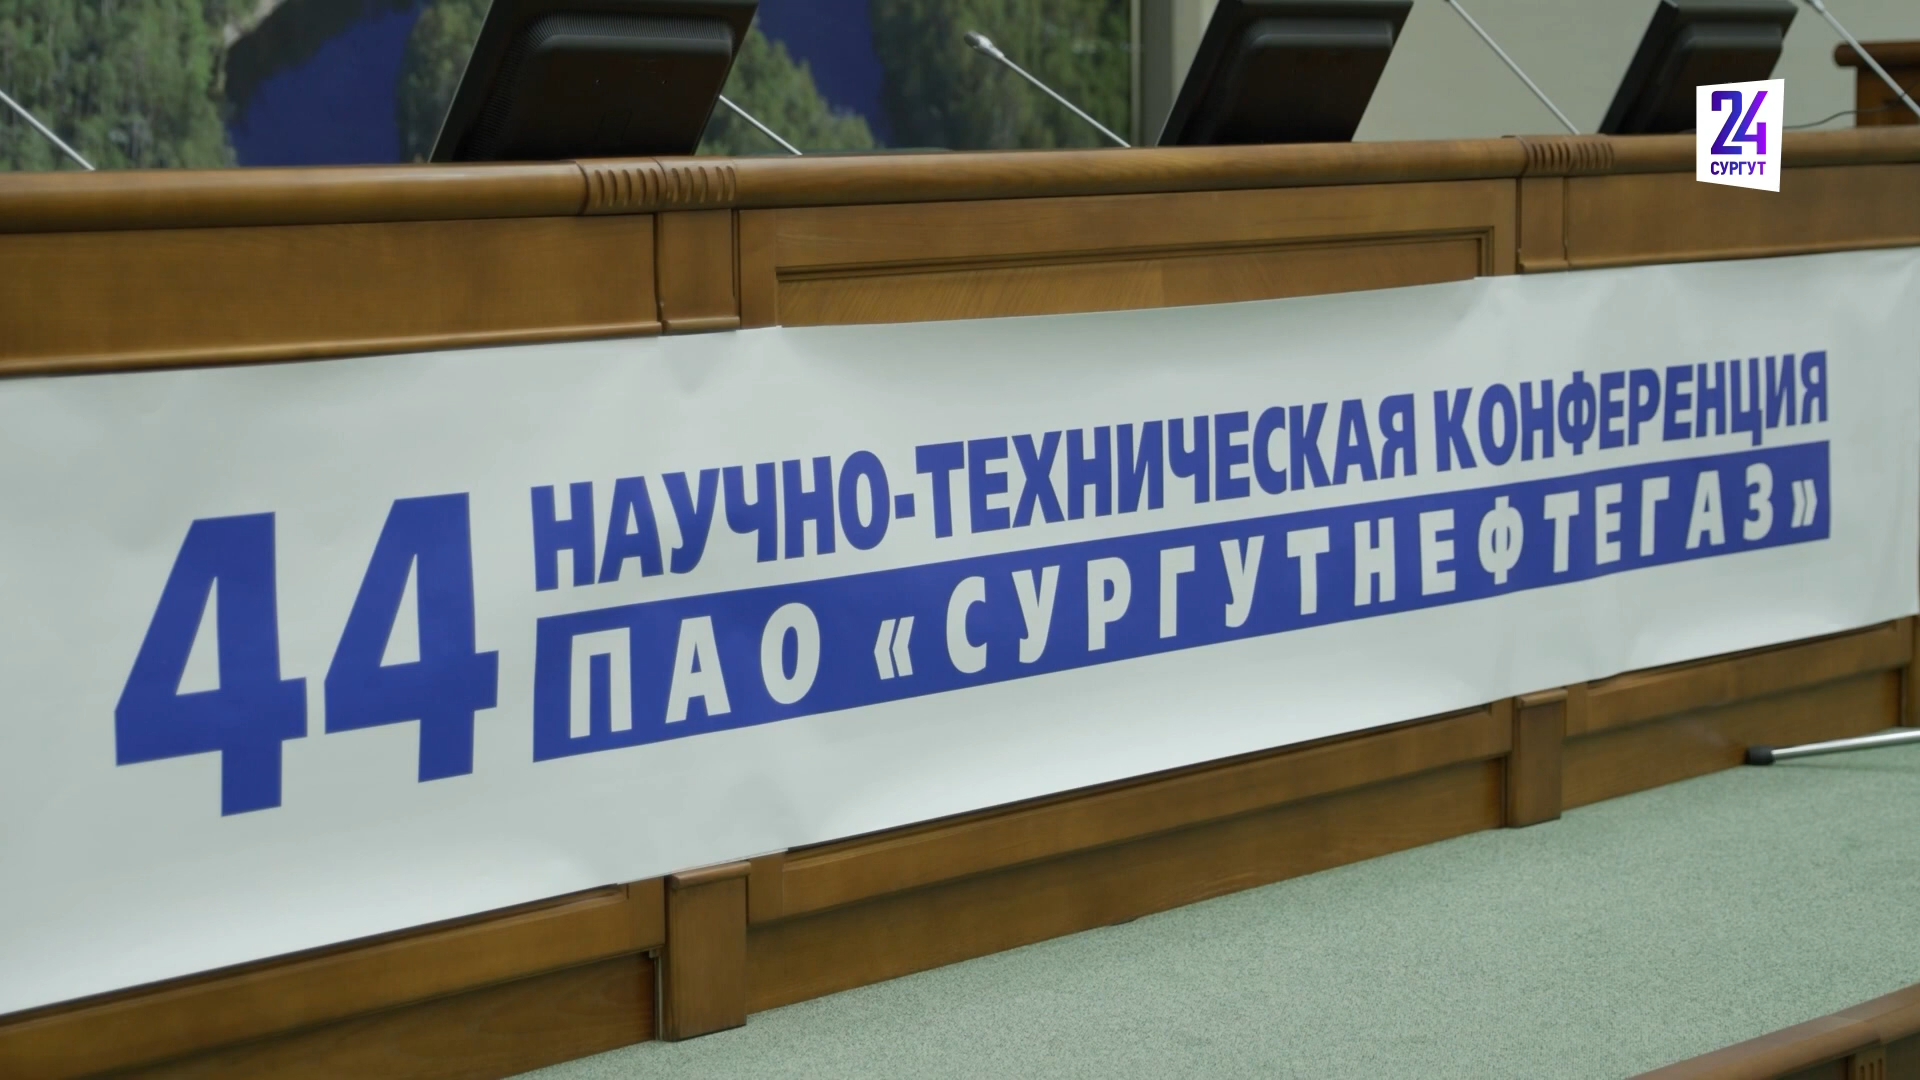 24
СУРГУТ
44 НАУЧНО-ТЕХНИЧЕСКАЯ КОНФЕРЕНЦИЯ
ПАО «СУРГУТНЕФТЕГАЗ»